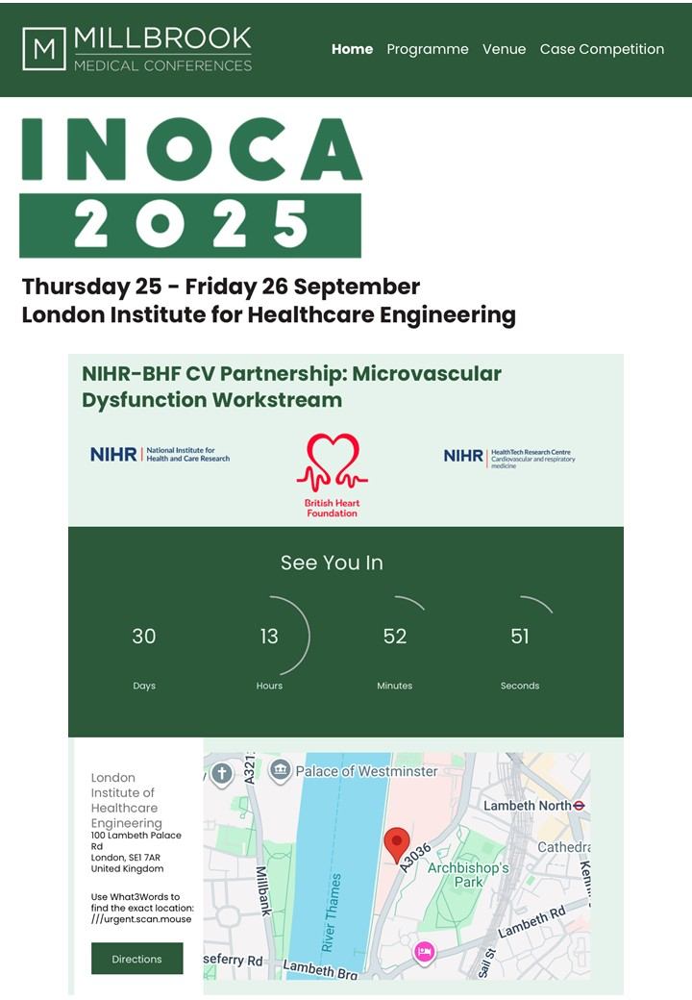 M MILLBROOK
MEDICAL CONFERENCES
Home Programme Venue Case Competition
INOCA
2025
Thursday 25 - Friday 26 September
London Institute for Healthcare Engineering
NIHR-BHF CV Partnership: Microvascular
Dysfunction Workstream
NIHR | National Institute for
Health and Care Research
British Heart
Foundation
NIHR | HealthTech Research Centre
Cardiovascular and respiratory
medicine
See You In
30 13 52 51
Days Hours Minutes Seconds
London
Institute of
Healthcare
Engineering
100 Lambeth Palace
Rd
London, SE1 7AR
United Kingdom
Use What3Words to
find the exact location:
///urgent.scan.mouse
Directions
A321
Palace of Westminster
Lambeth North
A3036
Cathedra
Archbishop's
Park
Millbank
River Thames
Lambeth Rd
Sail St
seferry Rd
Lambeth Brg